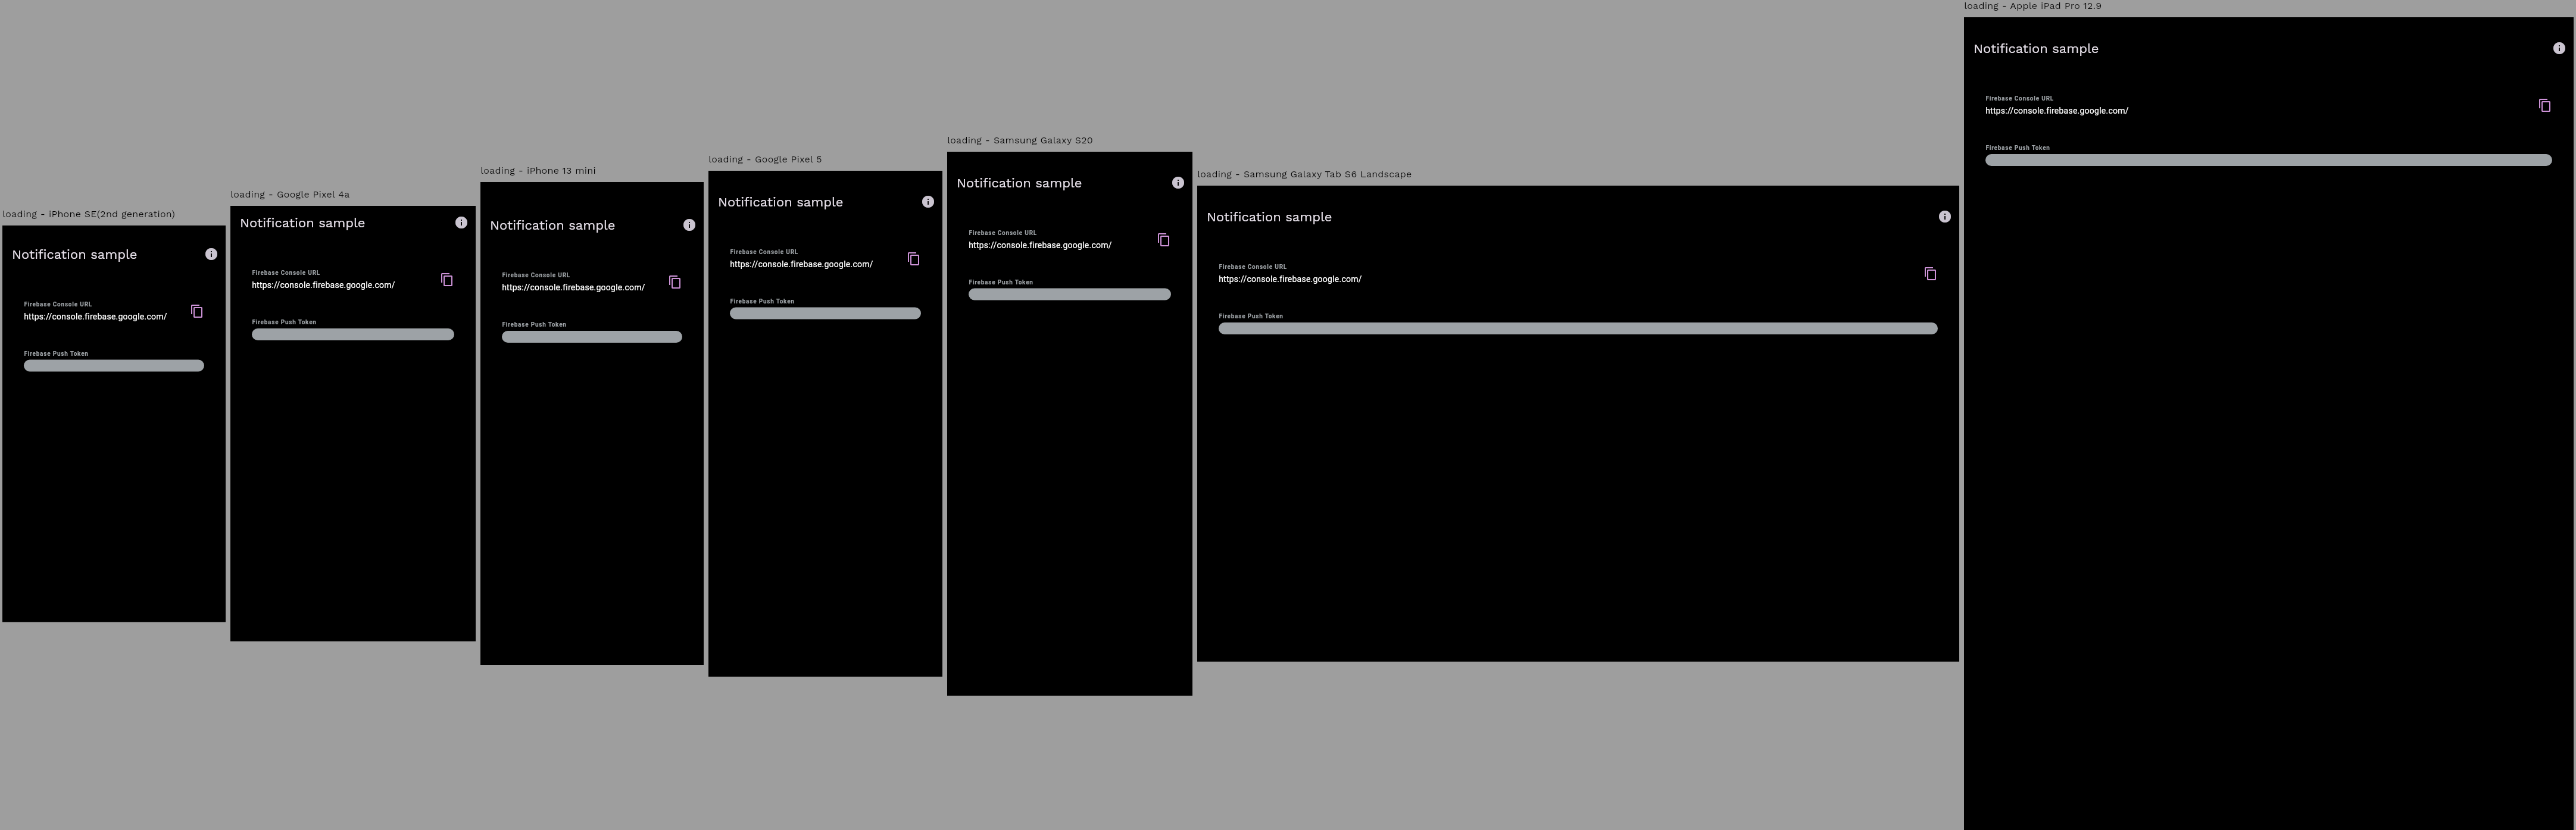 loading - iPhone SE(2nd generation)
Notification sample
Firebase Console URL
https://console.firebase.google.com/
Firebase Push Token
loading - Google Pixel 4a
Notification sample
Firebase Console URL
https://console.firebase.google.com/
Firebase Push Token
loading - iPhone 13 mini
Notification sample
Firebase Console URL
https://console.firebase.google.com/
Firebase Push Token
loading - Google Pixel 5
Notification sample
Firebase Console URL
https://console.firebase.google.com/
Firebase Push Token
loading - Samsung Galaxy S20
Notification sample
Firebase Console URL
https://console.firebase.google.com/
Firebase Push Token
loading - Samsung Galaxy Tab S6 Landscape
Notification sample
Firebase Console URL
https://console.firebase.google.com/
Firebase Push Token
loading - Apple iPad Pro 12.9
Notification sample
Firebase Console URL
https://console.firebase.google.com/
Firebase Push Token